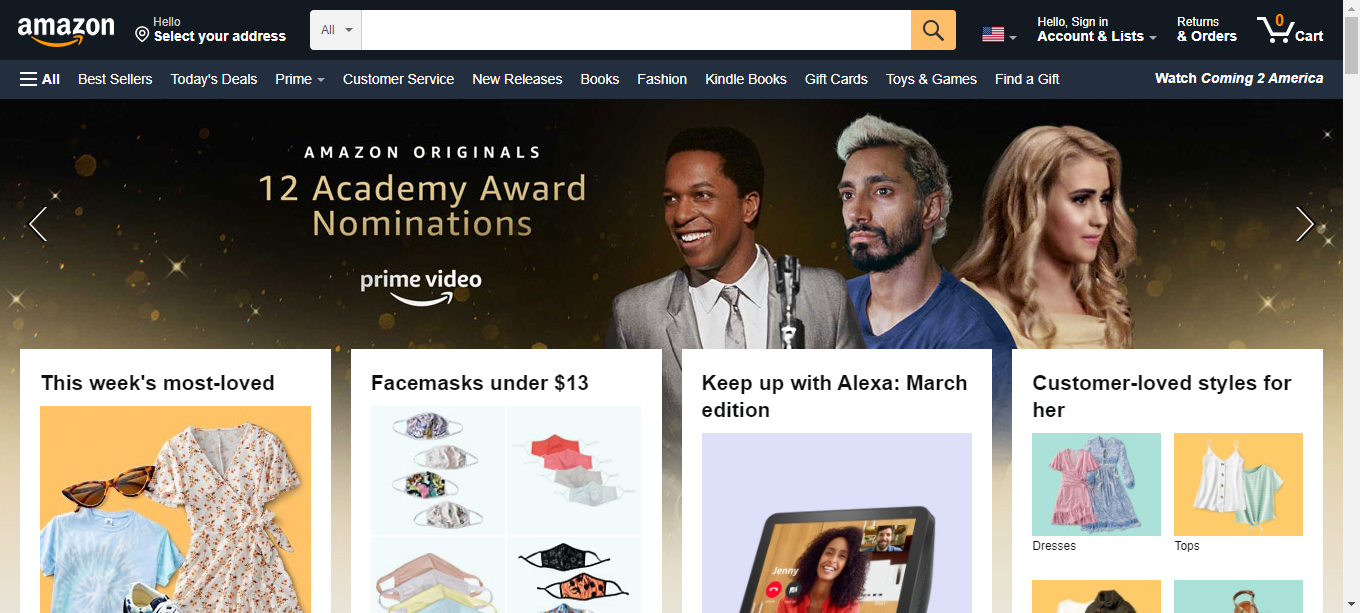 amazon
Hello
Select your address
All
Hello, Sign in
Account & Lists
Returns
& Orders
0
Cart
All
Best Sellers
Today's Deals
Prime
Customer Service
New Releases
Books
Fashion
Kindle Books
Gift Cards
Toys & Games
Find a Gift
Watch Coming 2 America
AMAZON ORIGINALS
12 Academy Award
Nominations
prime video
This week's most-loved
Facemasks under $13
Keep up with Alexa: March
edition
Jenny
Customer-loved styles for
her
Dresses
Tops